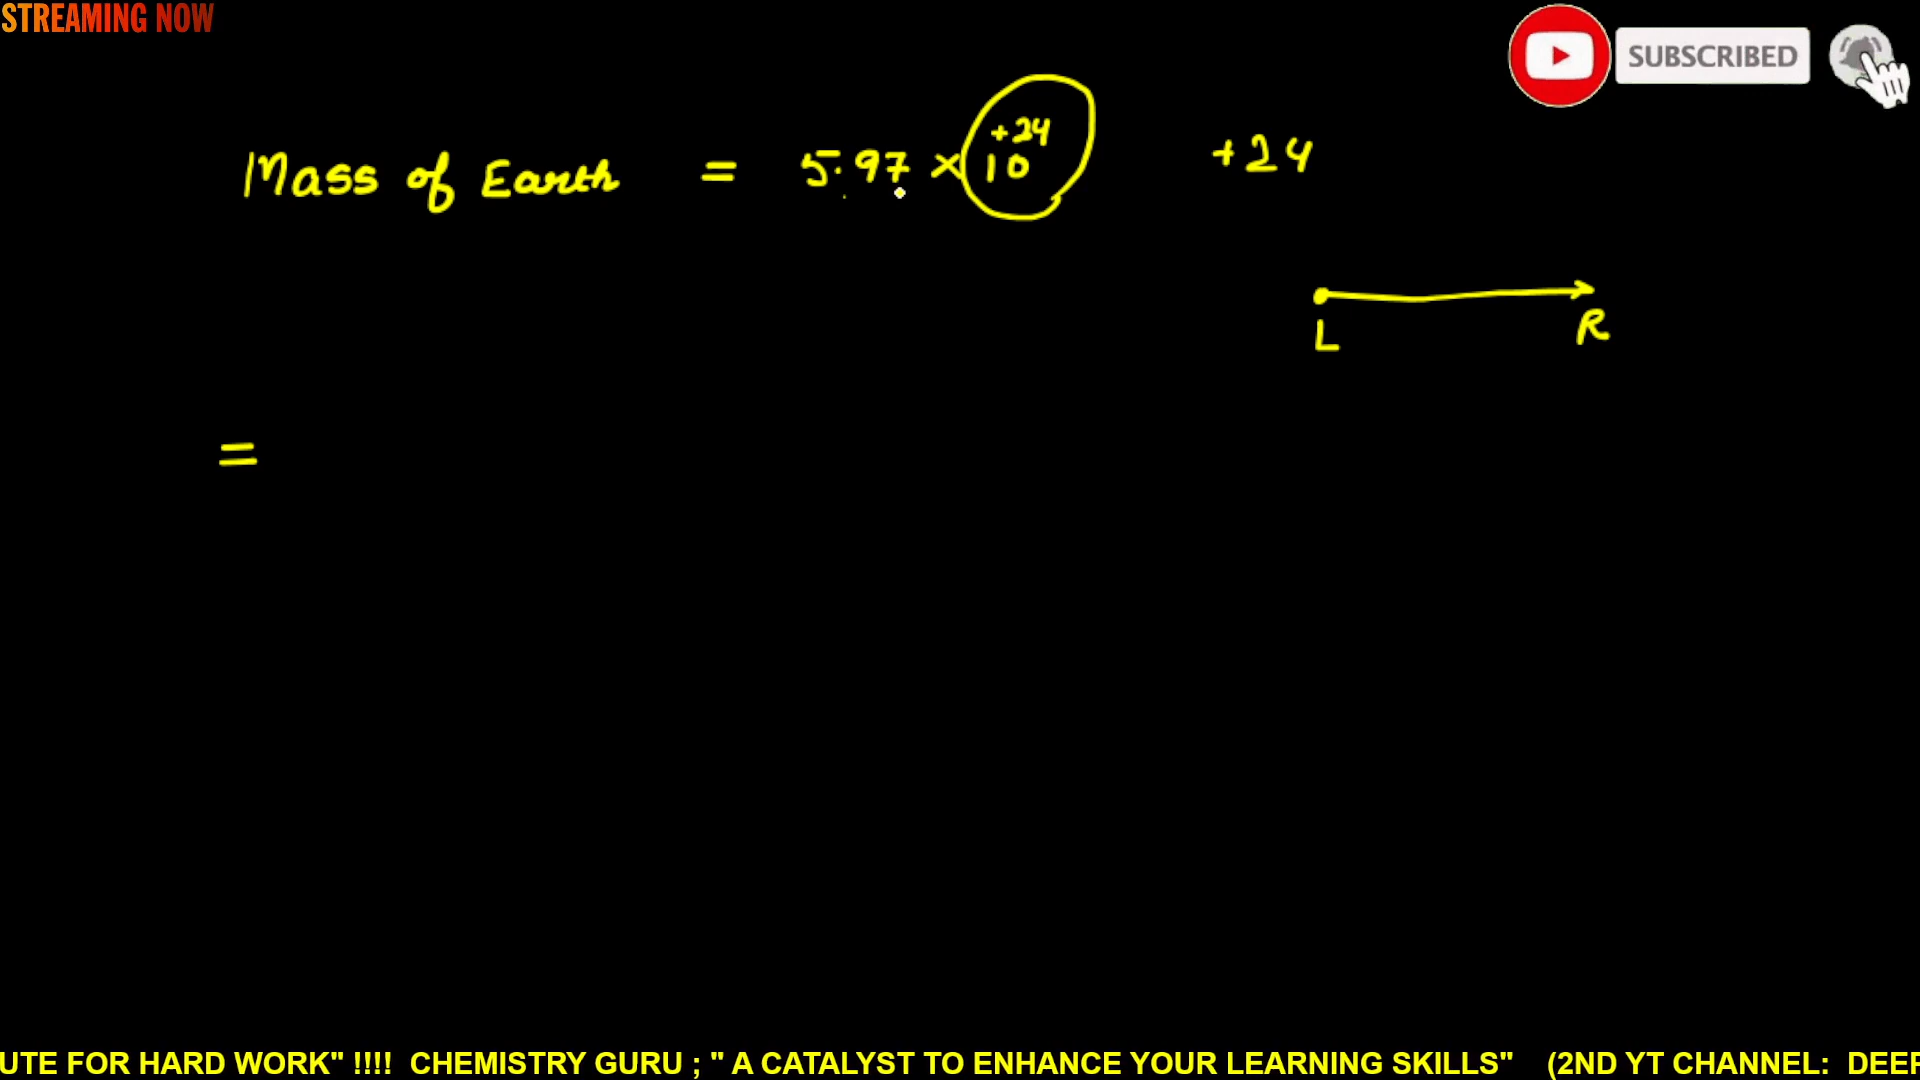 STREAMING NOW
SUBSCRIBED
Mass of Earth = 5.97 × 10⁺²⁴ +24
L R
=
UTE FOR HARD WORK" !!!! CHEMISTRY GURU ; " A CATALYST TO ENHANCE YOUR LEARNING SKILLS" (2ND YT CHANNEL: DEEP